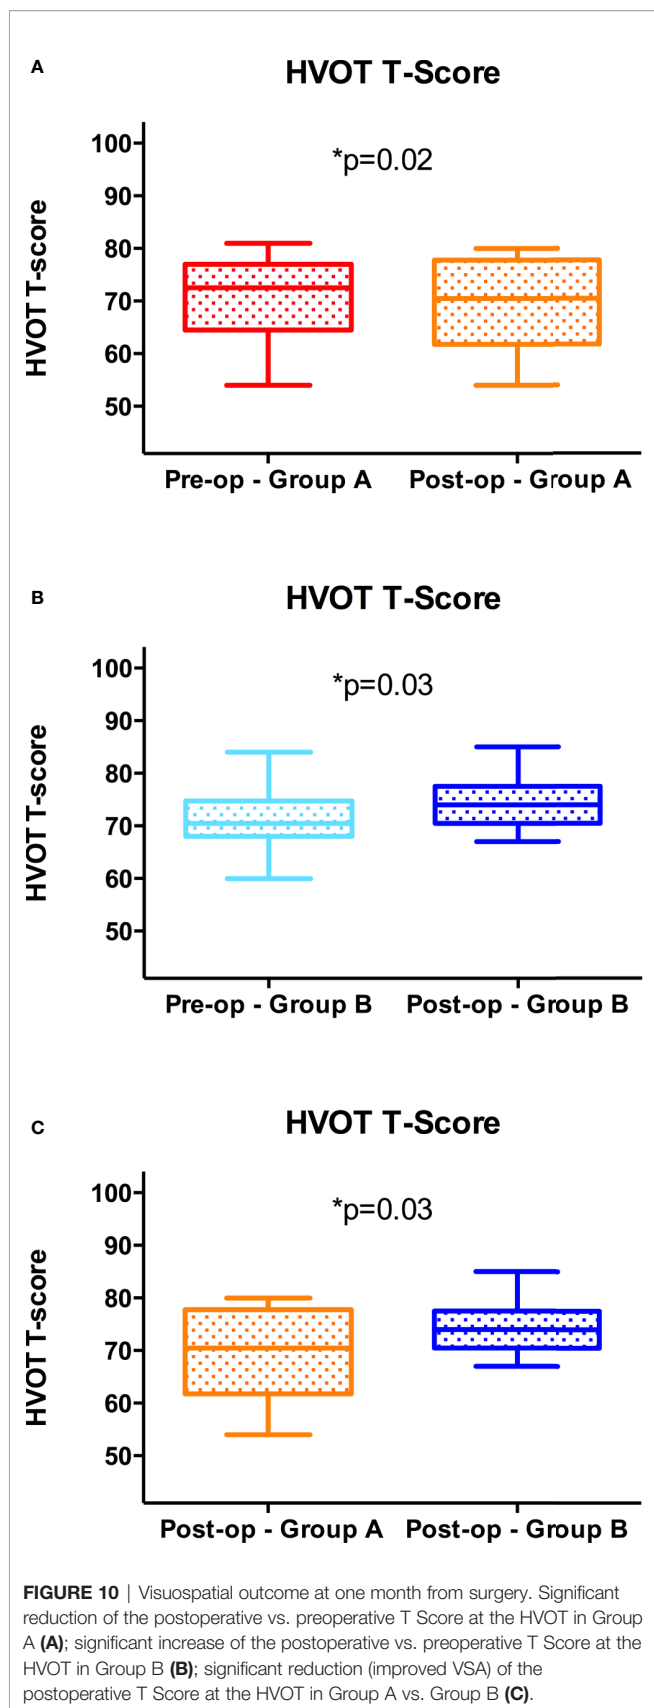 A
HVOT T-Score
*p=0.02
HVOT T-score
100
90
80
70
60
50
Pre-op - Group A
Post-op - Group A
B
HVOT T-Score
*p=0.03
HVOT T-score
100
90
80
70
60
50
Pre-op - Group B
Post-op - Group B
C
HVOT T-Score
*p=0.03
HVOT T-score
100
90
80
70
60
50
Post-op - Group A
Post-op - Group B
FIGURE 10 | Visuospatial outcome at one month from surgery. Significant
reduction of the postoperative vs. preoperative T Score at the HVOT in Group
A (A); significant increase of the postoperative vs. preoperative T Score at the
HVOT in Group B (B); significant reduction (improved VSA) of the
postoperative T Score at the HVOT in Group A vs. Group B (C).